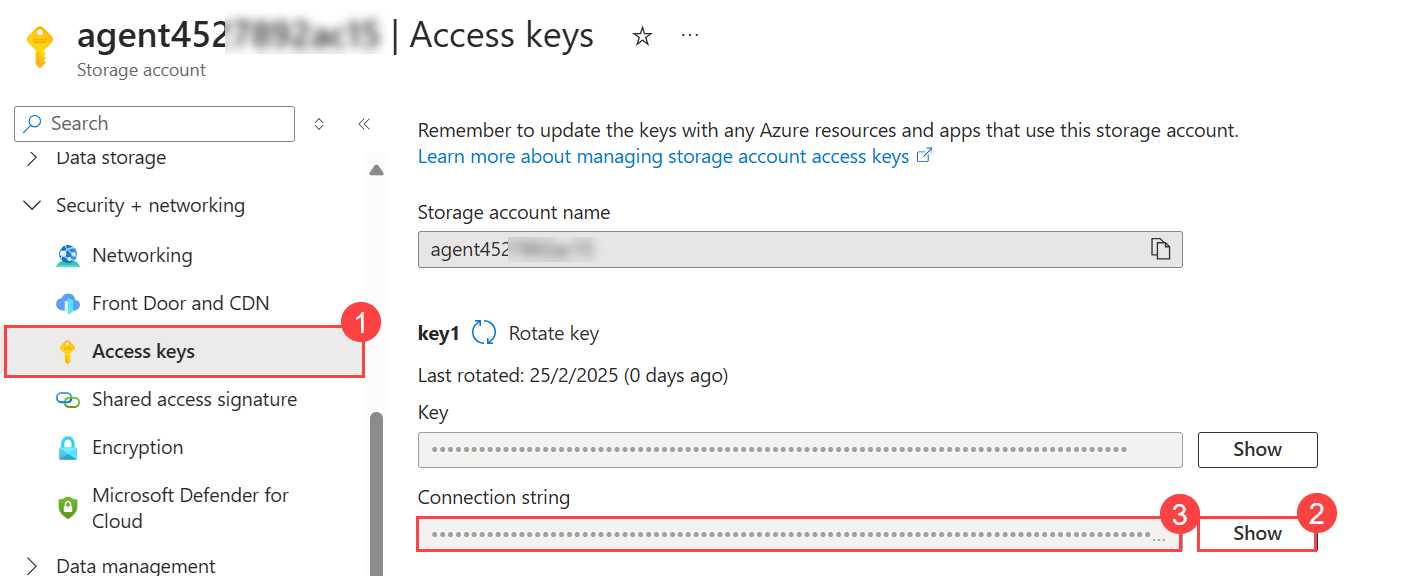 agent452 | Access keys
Storage account
Search
Data storage
Security + networking
Networking
Front Door and CDN
1
Access keys
Shared access signature
Encryption
Microsoft Defender for
Cloud
Data management
Remember to update the keys with any Azure resources and apps that use this storage account.
Learn more about managing storage account access keys
Storage account name
agent452
key1 Rotate key
Last rotated: 25/2/2025 (0 days ago)
Key
Show
Connection string
3
2
Show